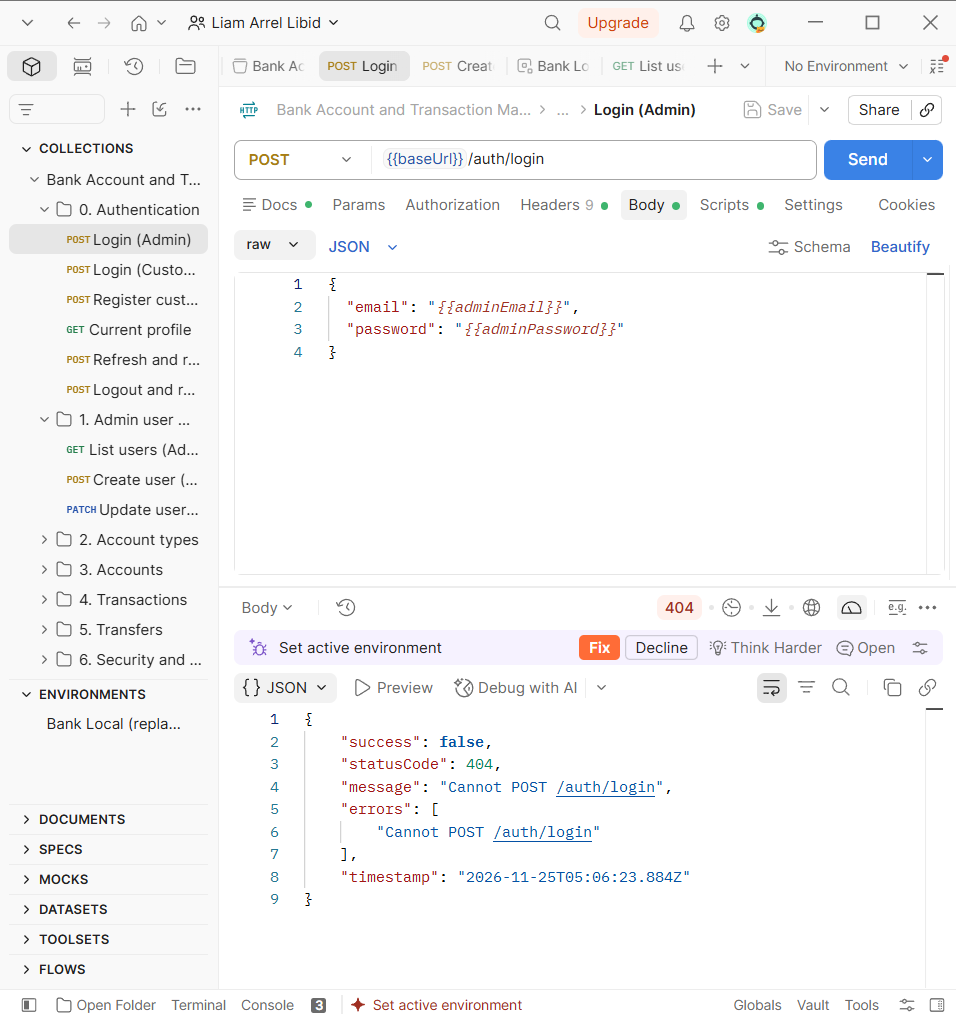 Liam Arrel Libid
Upgrade
Bank Ac
POST Login
POST Creat
Bank Lo
GET List us
No Environment
HTTP
Bank Account and Transaction Ma... > ... > Login (Admin)
Save
Share
COLLECTIONS
Bank Account and T...
0. Authentication
POST Login (Admin)
POST Login (Custo...
POST Register cust...
GET Current profile
POST Refresh and r...
POST Logout and r...
1. Admin user ...
GET List users (Ad...
POST Create user (...
PATCH Update user...
2. Account types
3. Accounts
4. Transactions
5. Transfers
6. Security and ...
ENVIRONMENTS
Bank Local (repla...
DOCUMENTS
SPECS
MOCKS
DATASETS
TOOLSETS
FLOWS
POST
{{baseUrl}} /auth/login
Send
Docs
Params
Authorization
Headers 9
Body
Scripts
Settings
Cookies
raw
JSON
Schema
Beautify
1 {
2 "email": "{{adminEmail}}",
3 "password": "{{adminPassword}}"
4 }
Body
404
e.g.
Set active environment
Fix
Decline
Think Harder
Open
{} JSON
Preview
Debug with AI
1 {
2 "success": false,
3 "statusCode": 404,
4 "message": "Cannot POST /auth/login",
5 "errors": [
6 "Cannot POST /auth/login"
7 ],
8 "timestamp": "2026-11-25T05:06:23.884Z"
9 }
Open Folder
Terminal
Console
3
Set active environment
Globals
Vault
Tools